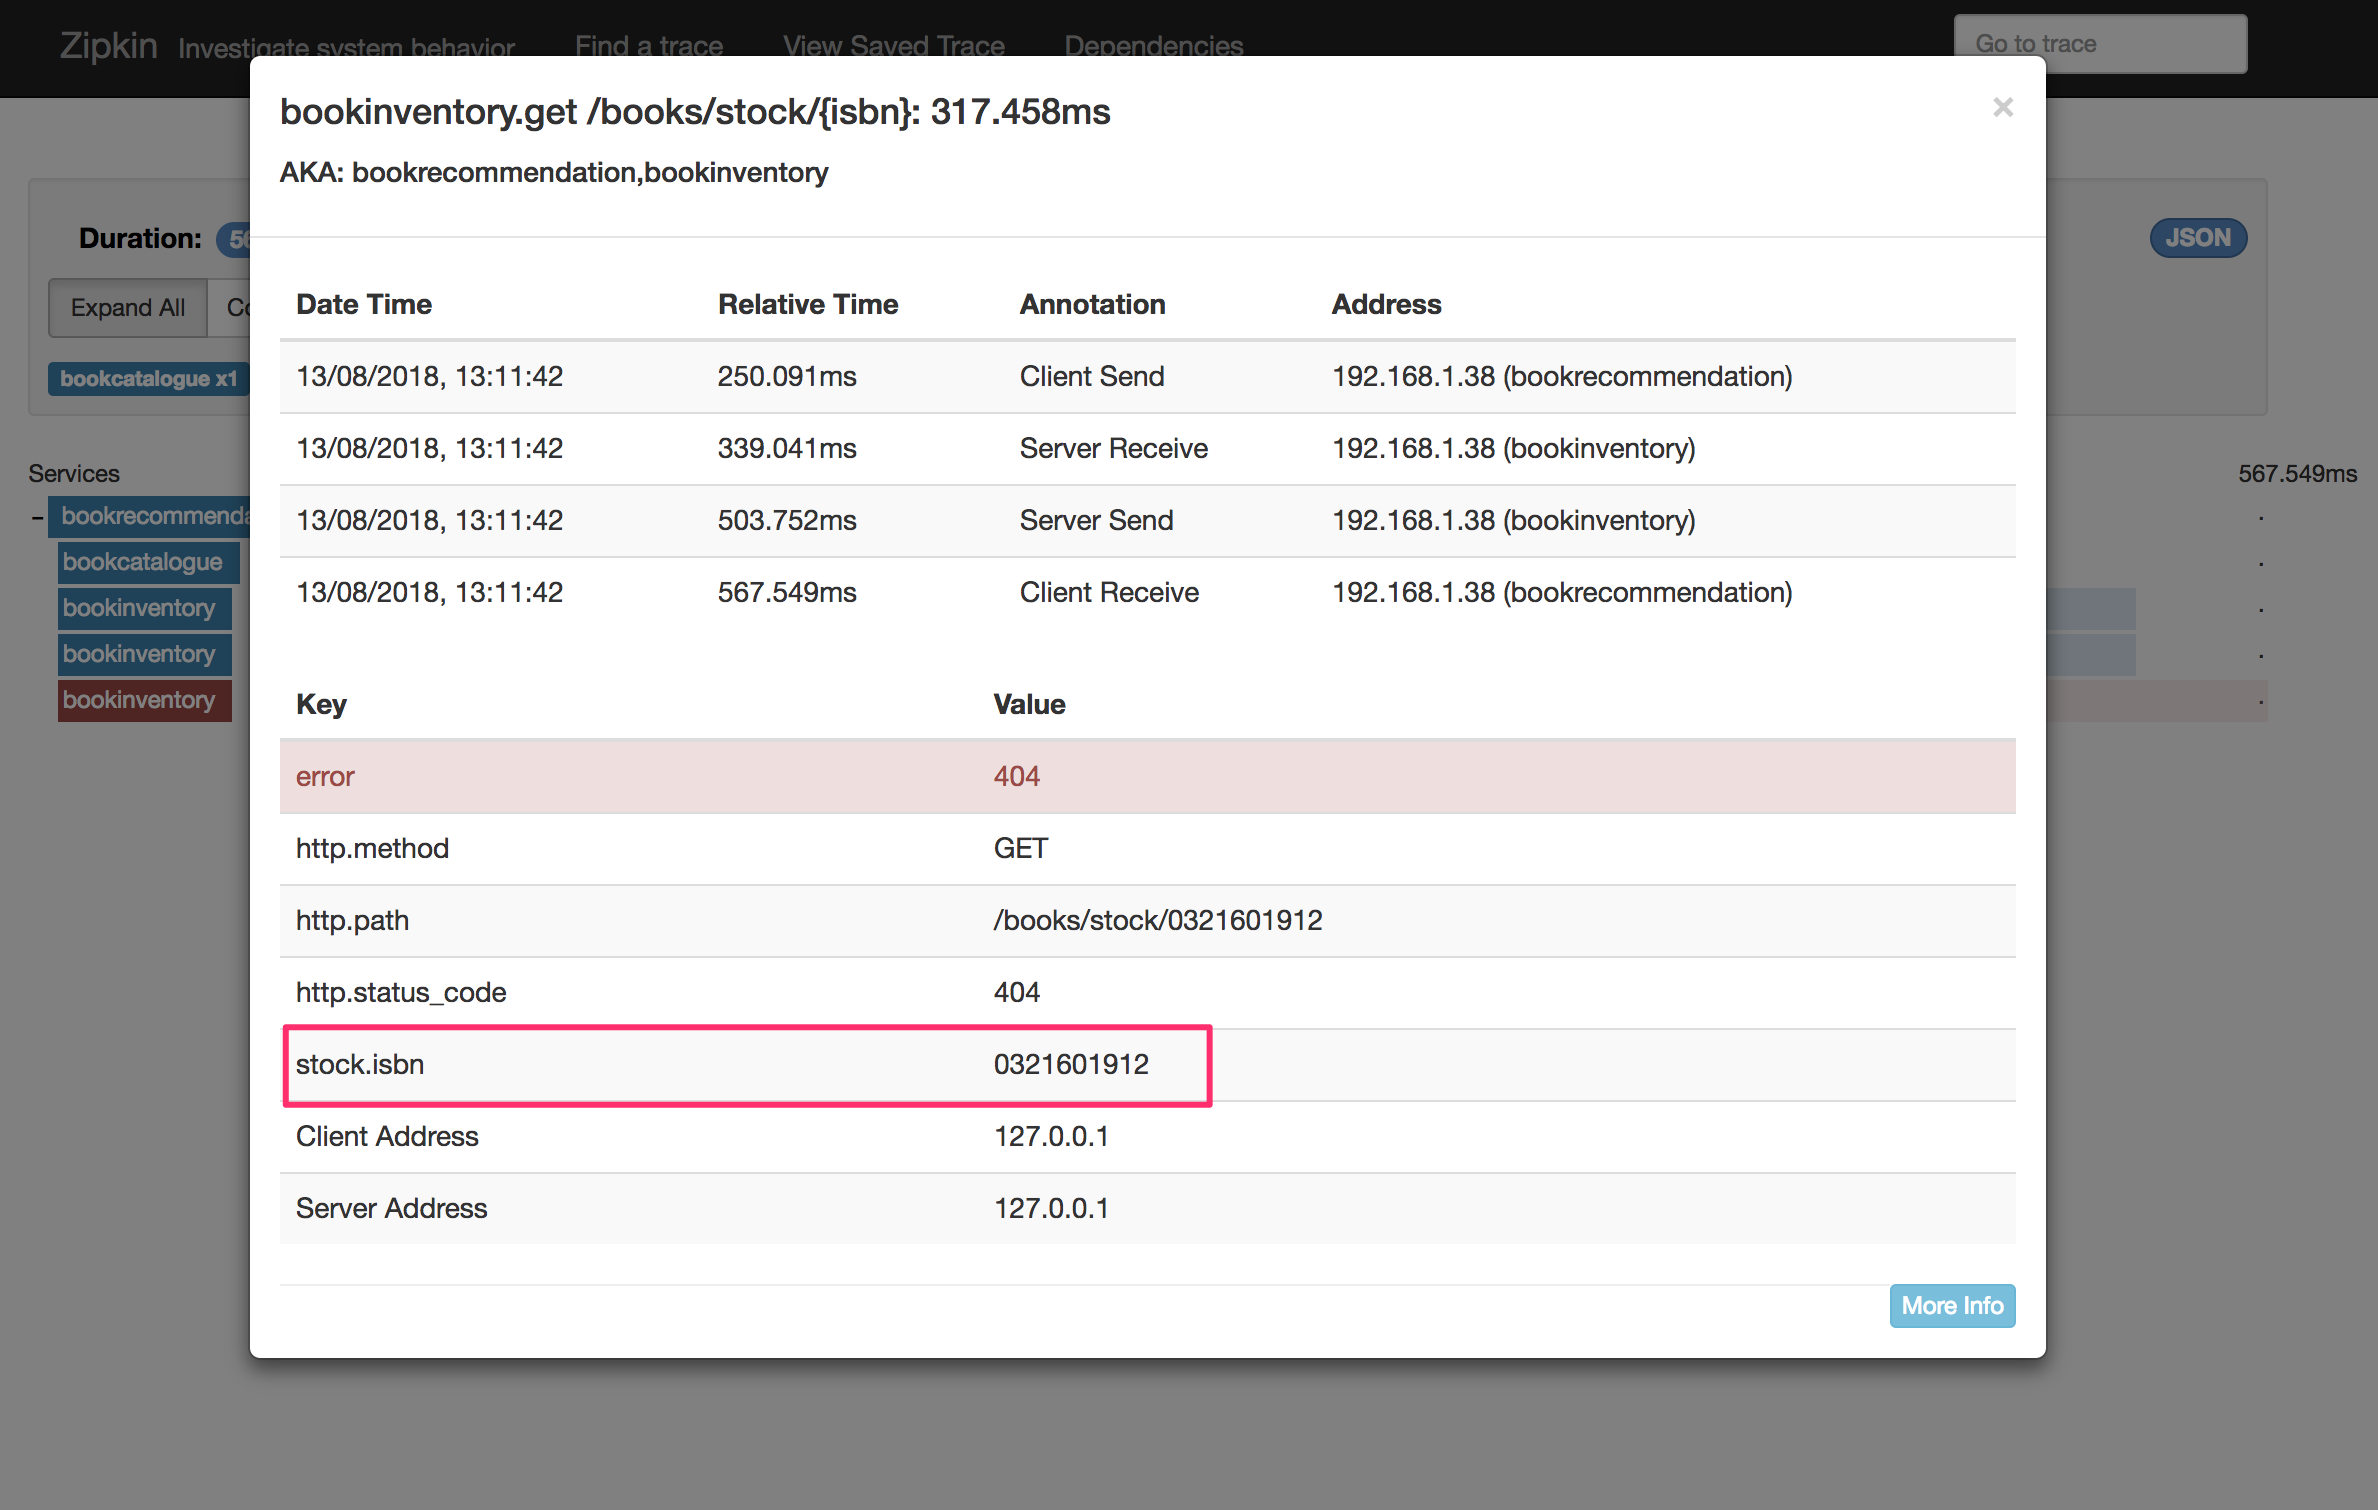 Zipkin Investigate system behavior Find a trace View Saved Trace Dependencies Go to trace
bookinventory.get /books/stock/{isbn}: 317.458ms ×
AKA: bookrecommendation,bookinventory
Duration: 56 JSON
Expand All Co
bookcatalogue x1
Date Time Relative Time Annotation Address
13/08/2018, 13:11:42 250.091ms Client Send 192.168.1.38 (bookrecommendation)
13/08/2018, 13:11:42 339.041ms Server Receive 192.168.1.38 (bookinventory)
13/08/2018, 13:11:42 503.752ms Server Send 192.168.1.38 (bookinventory)
13/08/2018, 13:11:42 567.549ms Client Receive 192.168.1.38 (bookrecommendation)
Services 567.549ms
- bookrecommenda .
bookcatalogue .
bookinventory .
bookinventory .
bookinventory .
Key Value
error 404
http.method GET
http.path /books/stock/0321601912
http.status_code 404
stock.isbn 0321601912
Client Address 127.0.0.1
Server Address 127.0.0.1
More Info